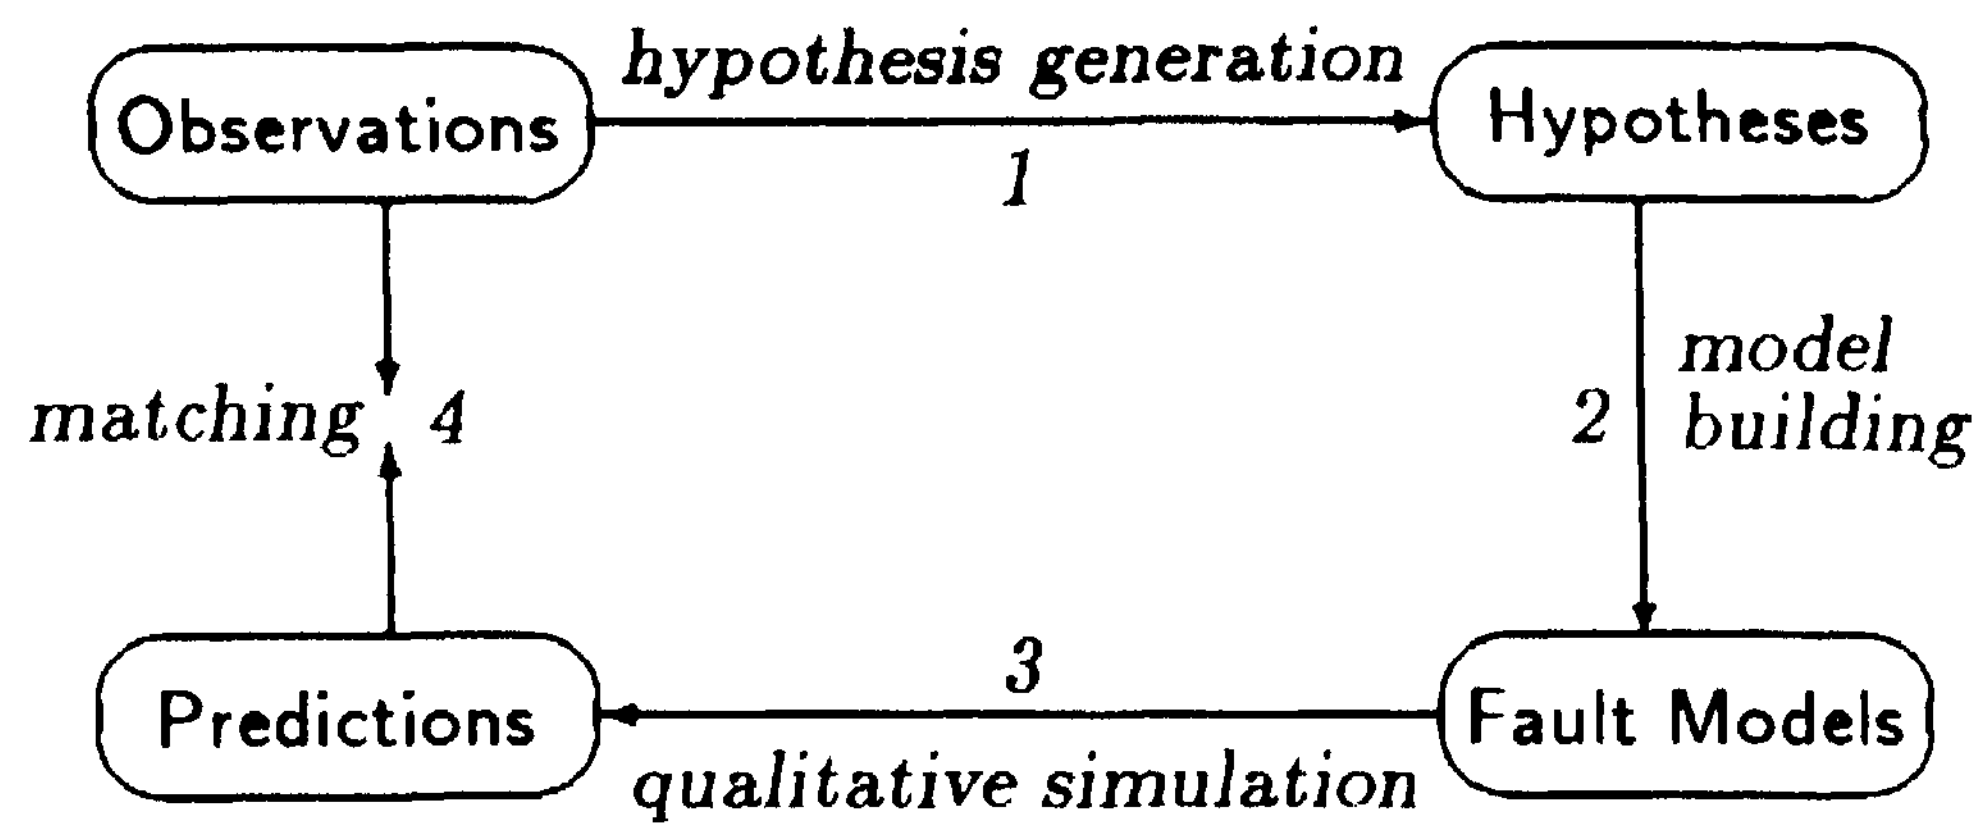 hypothesis generation
Observations
Hypotheses
1
model
matching 4
2 building
3
Predictions
Fault Models
qualitative simulation